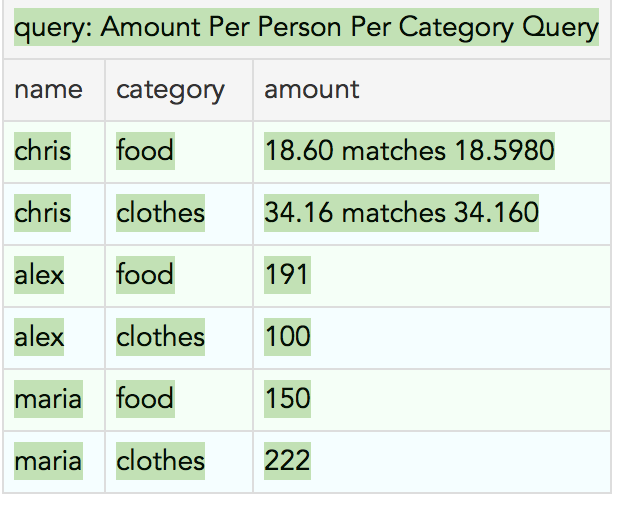 query: Amount Per Person Per Category Query
name category amount
chris food 18.60 matches 18.5980
chris clothes 34.16 matches 34.160
alex food 191
alex clothes 100
maria food 150
maria clothes 222